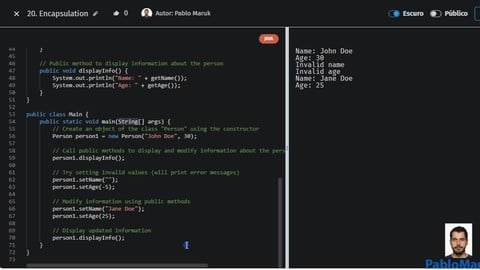 20. Encapsulation
0
Autor: Pablo Maruk
Escuro
Público
java
44
45 }
46
47 // Public method to display information about the person
48 public void displayInfo() {
49 System.out.println("Name: " + getName());
50 System.out.println("Age: " + getAge());
51 }
52 }
53
54 public class Main {
55 public static void main(String[] args) {
56 // Create an object of the class "Person" using the constructor
57 Person person1 = new Person("John Doe", 30);
58
59 // Call public methods to display and modify information about the pers
60 person1.displayInfo();
61
62 // Try setting invalid values (will print error messages)
63 person1.setName("");
64 person1.setAge(-5);
65
66 // Modify information using public methods
67 person1.setName("Jane Doe");
68 person1.setAge(25);
69
70 // Display updated information
71 person1.displayInfo();
72 }
73 }
Name: John Doe
Age: 30
Invalid name
Invalid age
Name: Jane Doe
Age: 25
PabloMaruk